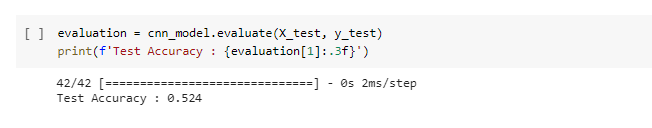 [ ] evaluation = cnn_model.evaluate(X_test, y_test)
print(f'Test Accuracy : {evaluation[1]:.3f}')
42/42 [==============================] - 0s 2ms/step
Test Accuracy : 0.524